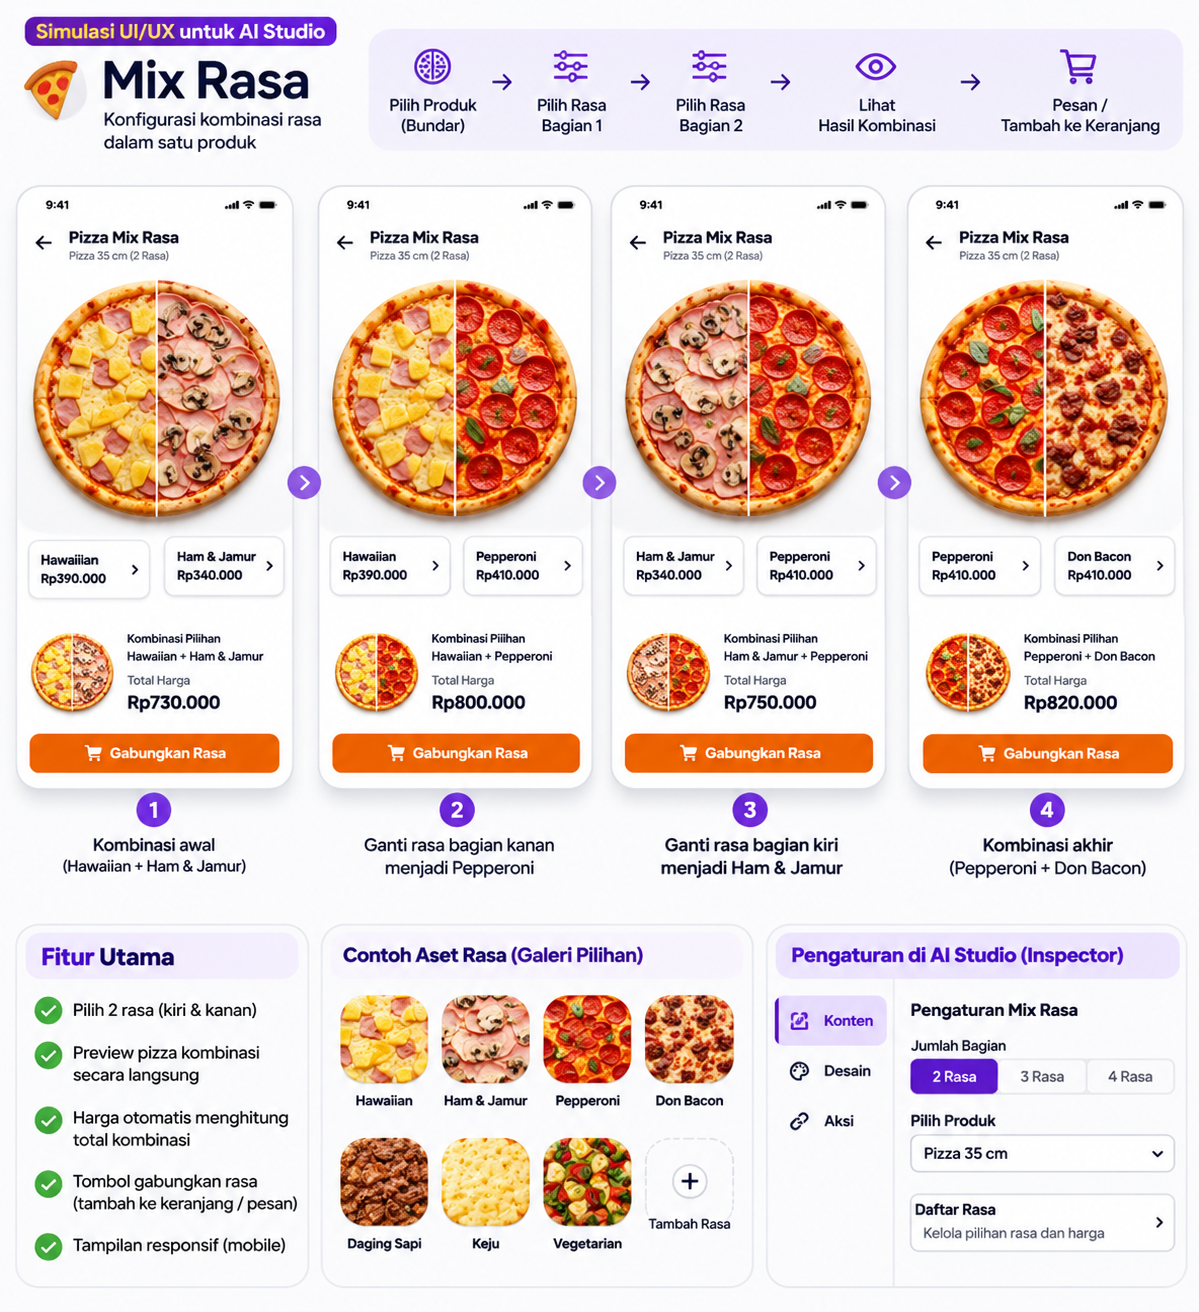 Simulasi UI/UX untuk AI Studio
Mix Rasa
Konfigurasi kombinasi rasa
dalam satu produk
Pilih Produk
(Bundar)
Pilih Rasa
Bagian 1
Pilih Rasa
Bagian 2
Lihat
Hasil Kombinasi
Pesan /
Tambah ke Keranjang
9:41
Pizza Mix Rasa
Pizza 35 cm (2 Rasa)
Hawaiiian
Rp390.000
Ham & Jamur
Rp340.000
Kombinasi Pilihan
Hawaiian + Ham & Jamur
Total Harga
Rp730.000
Gabungkan Rasa
1
Kombinasi awal
(Hawaiian + Ham & Jamur)
9:41
Pizza Mix Rasa
Pizza 35 cm (2 Rasa)
Hawaiian
Rp390.000
Pepperoni
Rp410.000
Kombinasi Piiihan
Hawaiian + Pepperoni
Total Harga
Rp800.000
Gabungkan Rasa
2
Ganti rasa bagian kanan
menjadi Pepperoni
9:41
Pizza Mix Rasa
Pizza 35 cm (2 Rasa)
Ham & Jamur
Rp340.000
Pepperoni
Rp410.000
Kombinasi Pilihan
Ham & Jamur + Pepperoni
Total Harga
Rp750.000
Gabungkan Rasa
3
Ganti rasa bagian kiri
menjadi Ham & Jamur
9:41
Pizza Mix Rasa
Pizza 35 cm (2 Rasa)
Pepperoni
Rp410.000
Don Bacon
Rp410.000
Kombinasi Pilihan
Pepperoni + Don Bacon
Total Harga
Rp820.000
Gabungkan Rasa
4
Kombinasi akhir
(Pepperoni + Don Bacon)
Fitur Utama
Pilih 2 rasa (kiri & kanan)
Preview pizza kombinasi
secara langsung
Harga otomatis menghitung
total kombinasi
Tombol gabungkan rasa
(tambah ke keranjang / pesan)
Tampilan responsif (mobile)
Contoh Aset Rasa (Galeri Pilihan)
Hawaiian
Ham & Jamur
Pepperoni
Don Bacon
Daging Sapi
Keju
Vegetarian
Tambah Rasa
Pengaturan di AI Studio (Inspector)
Konten
Desain
Aksi
Pengaturan Mix Rasa
Jumlah Bagian
2 Rasa
3 Rasa
4 Rasa
Pilih Produk
Pizza 35 cm
Daftar Rasa
Kelola pilihan rasa dan harga